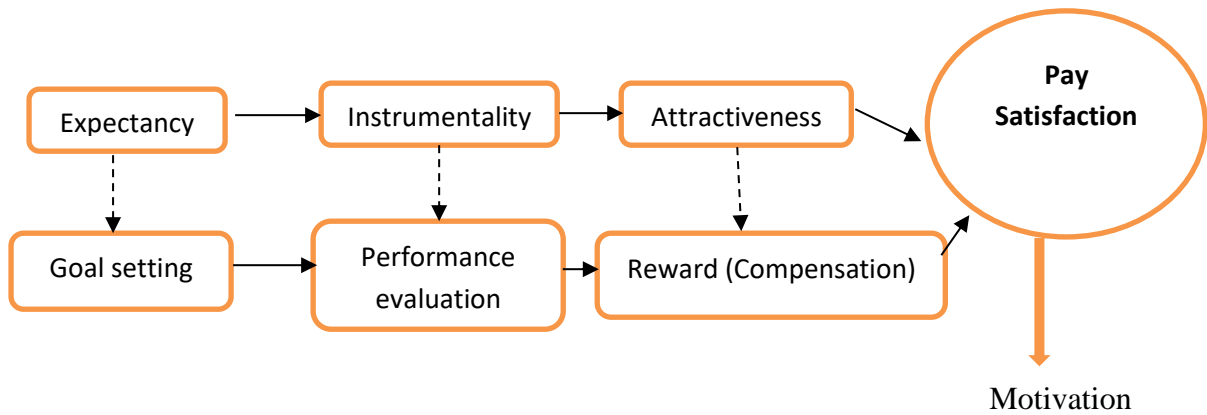 Pay
Satisfaction
Expectancy
Instrumentality
Attractiveness
Goal setting
Performance
evaluation
Reward (Compensation)
Motivation